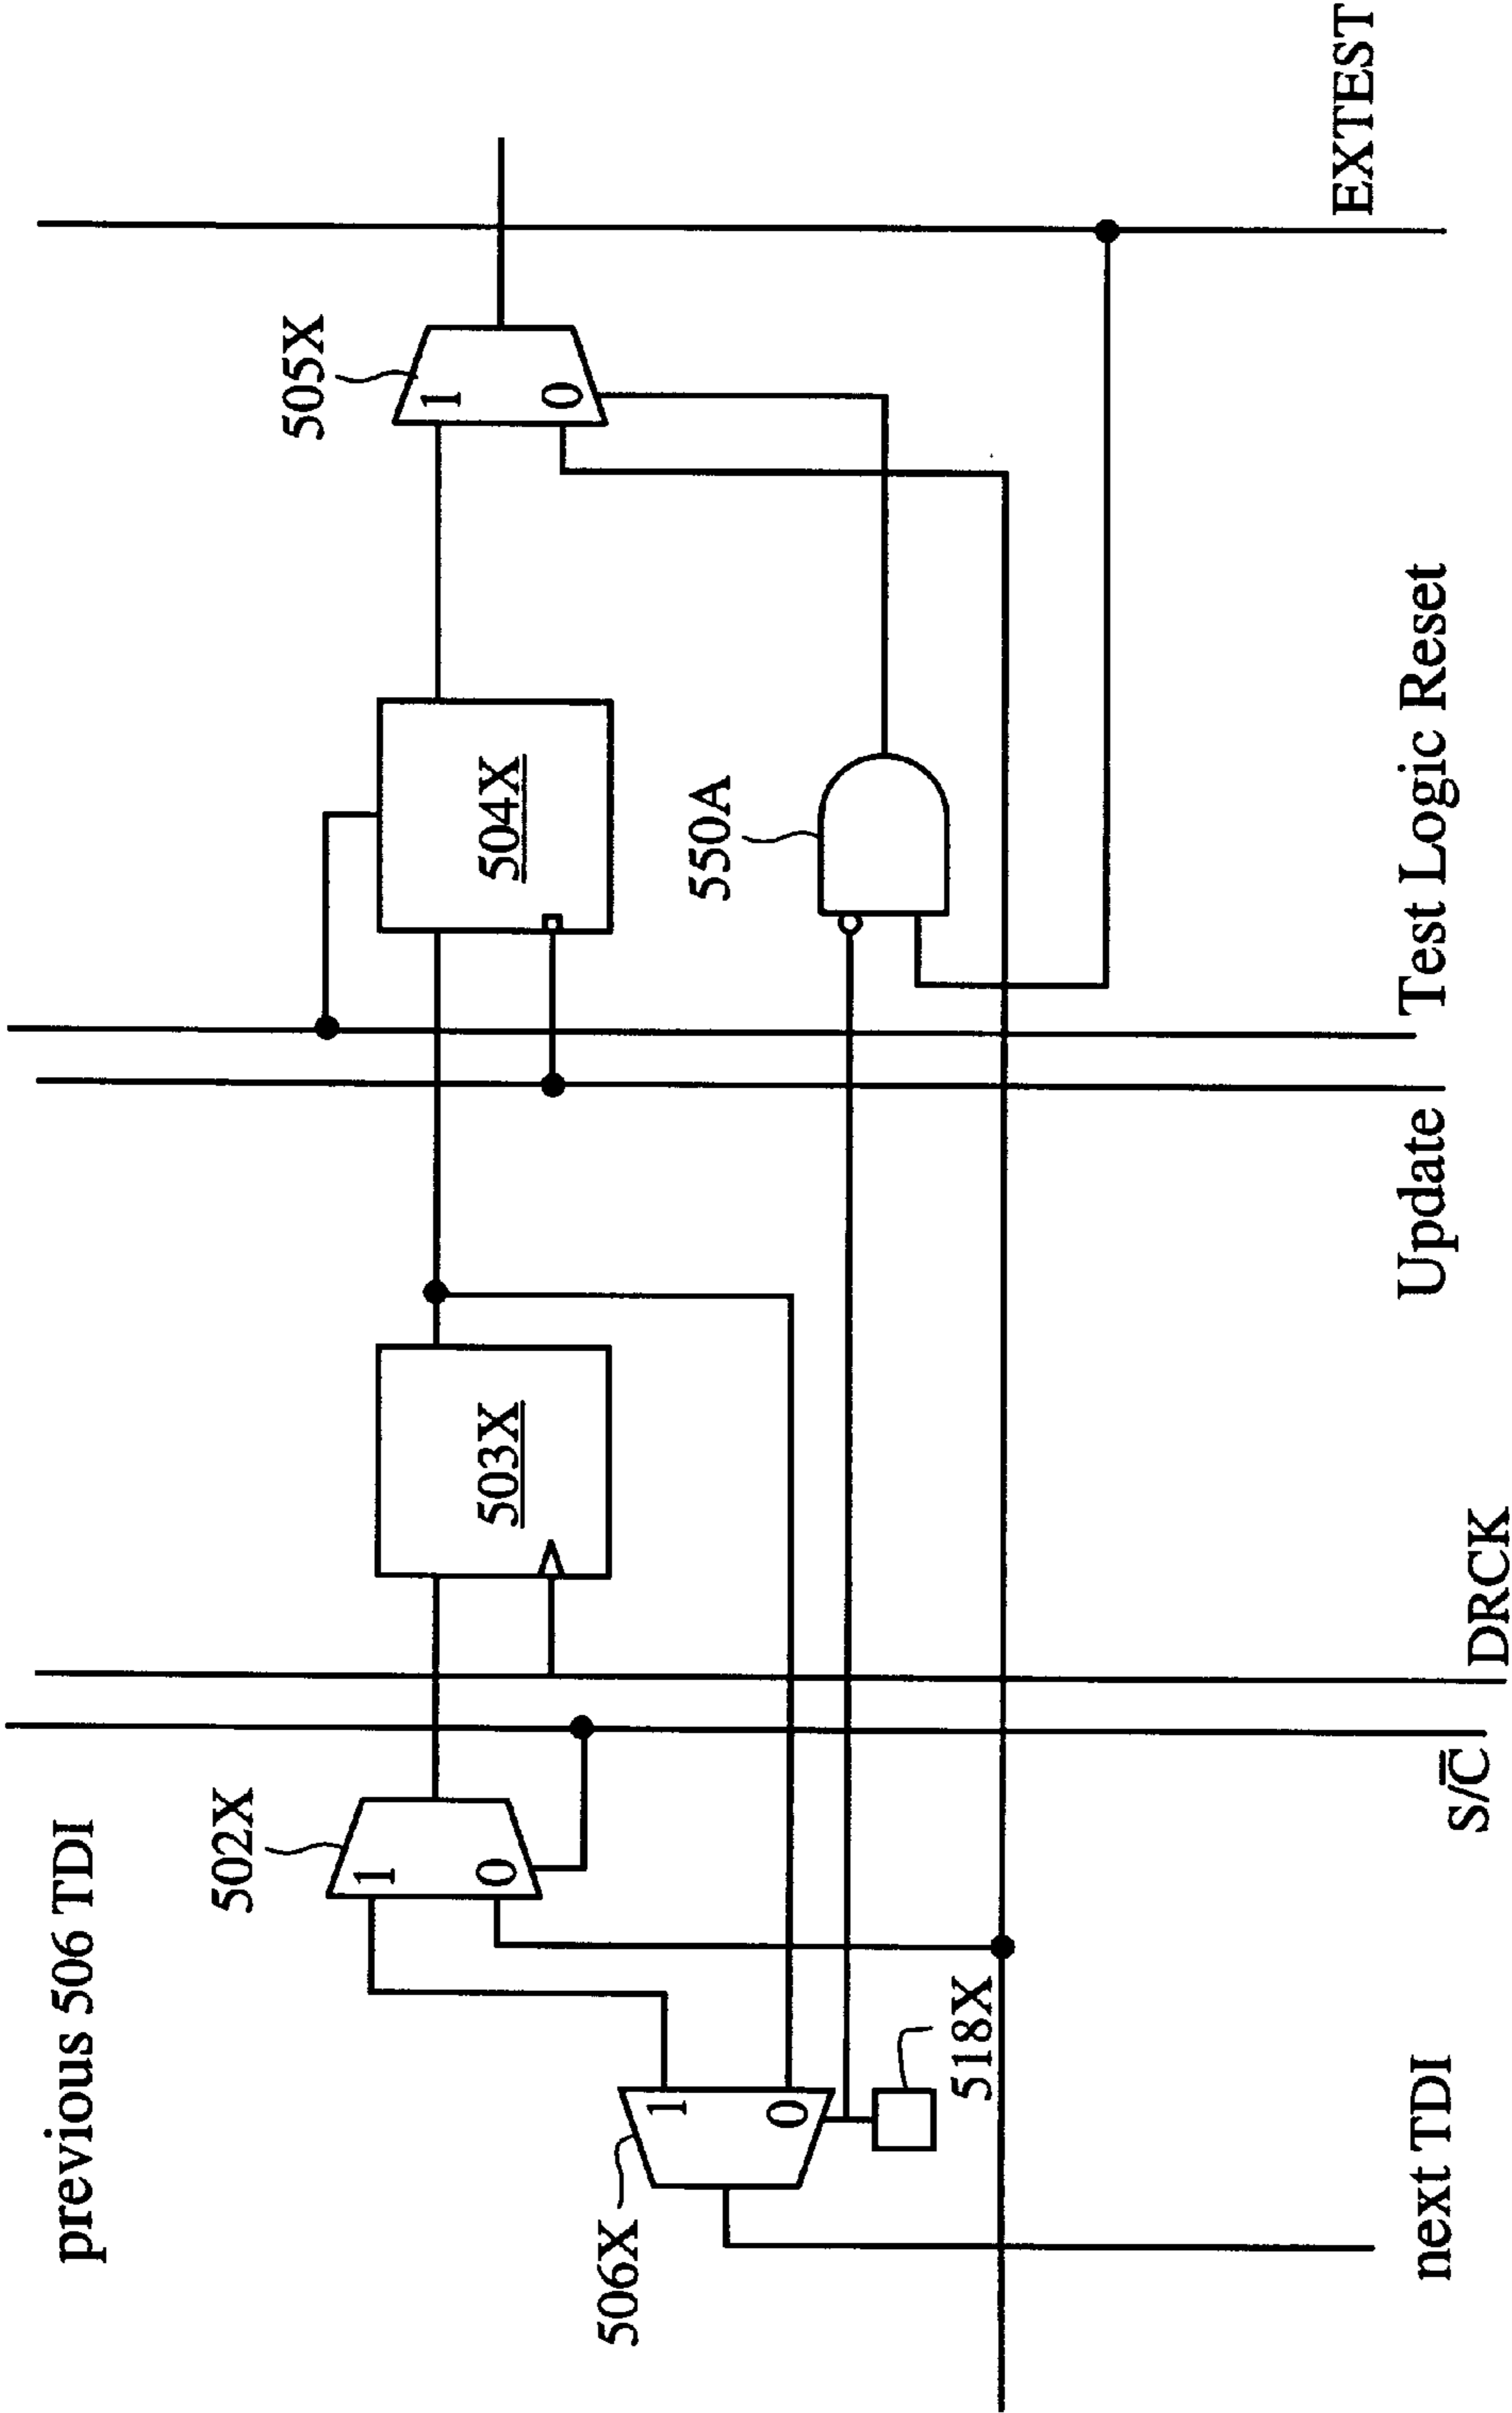 previous 506 TDI
502X
1
0
506X
1
0
518X
next TDI
S/C̅
DRCK
503X
Update
Test Logic Reset
504X
550A
505X
1
0
EXTEST